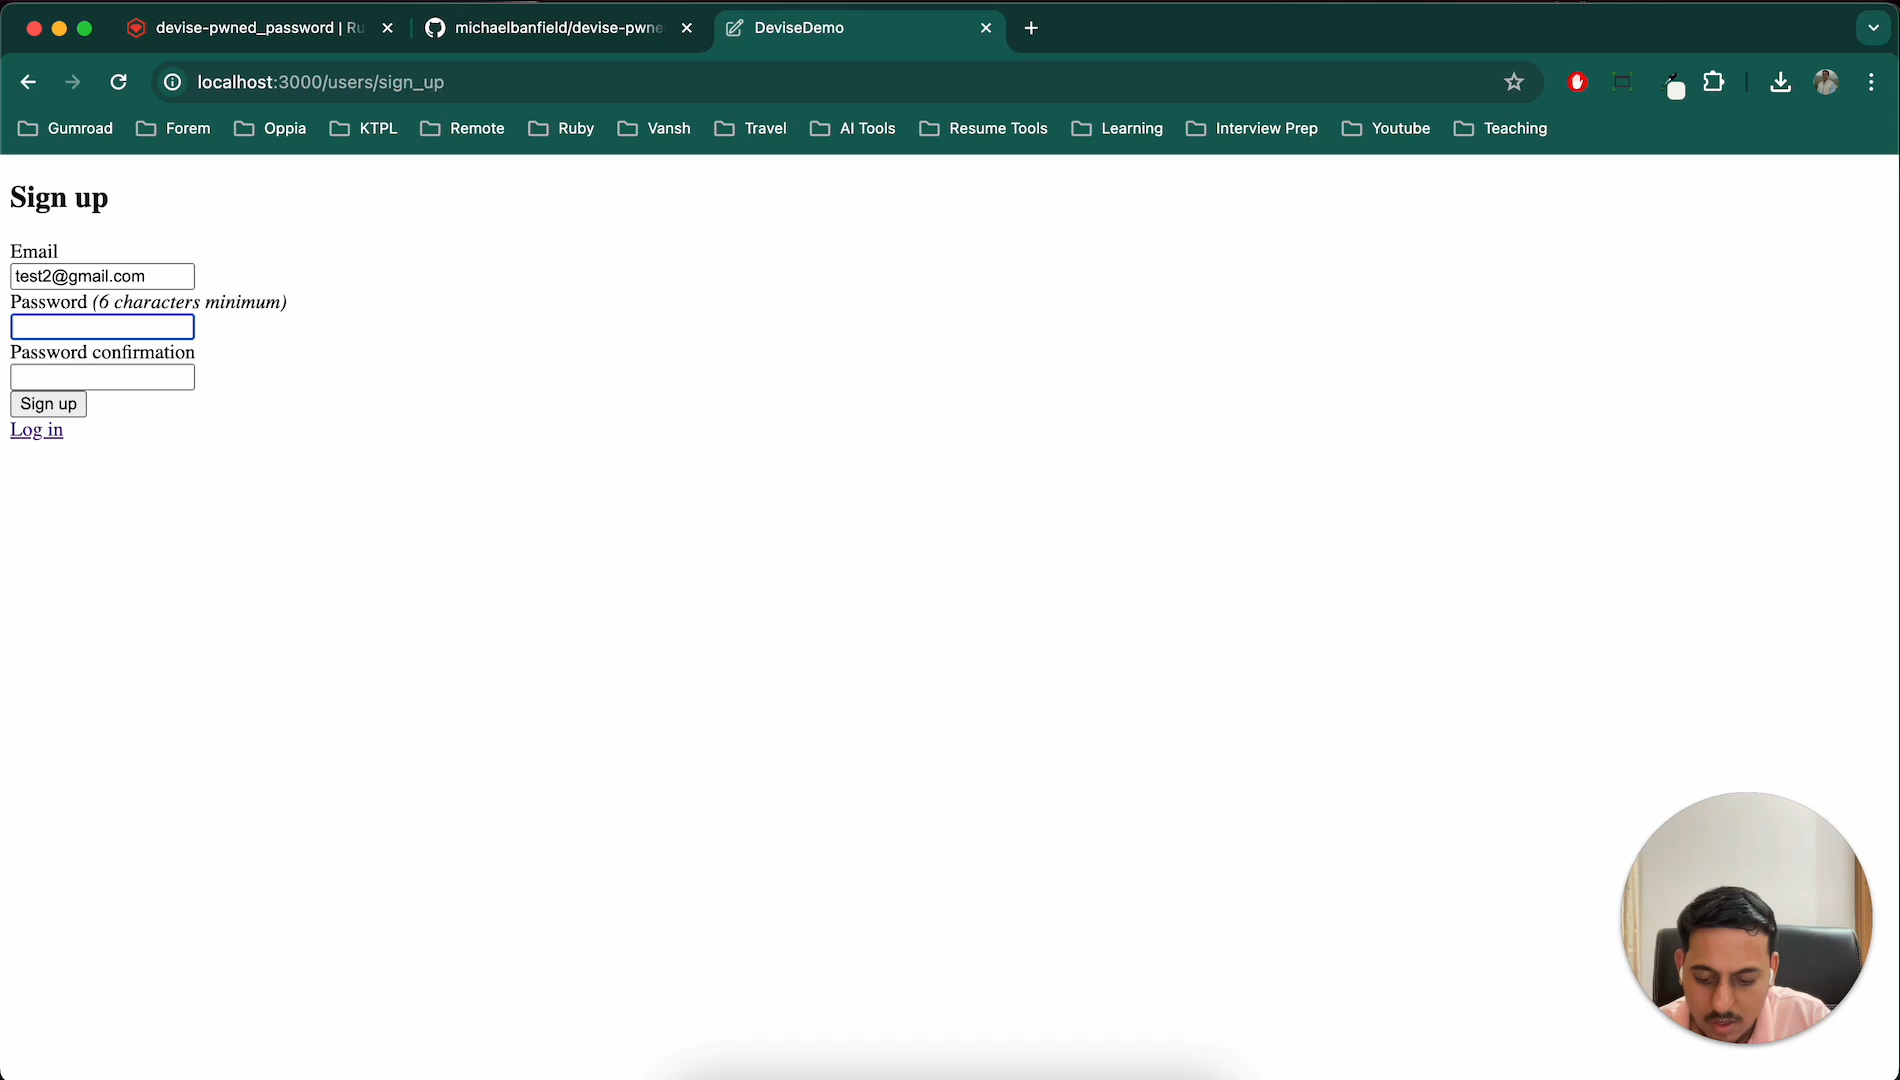 devise-pwned_password | Ru
michaelbanfield/devise-pwne
DeviseDemo
localhost:3000/users/sign_up
Gumroad
Forem
Oppia
KTPL
Remote
Ruby
Vansh
Travel
AI Tools
Resume Tools
Learning
Interview Prep
Youtube
Teaching
Sign up
Email
test2@gmail.com
Password (6 characters minimum)
Password confirmation
Sign up
Log in